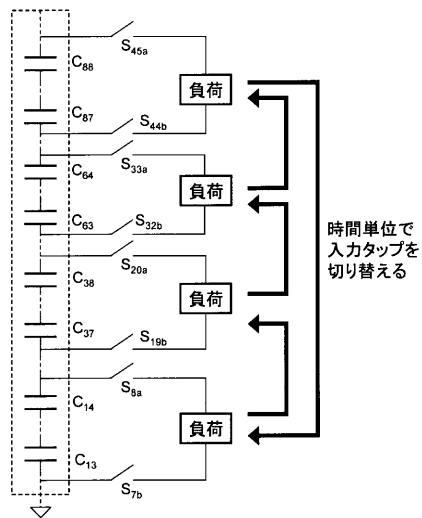 S45a
C88
負荷
C87
S44b
S33a
C64
負荷
C63
S32b
時間単位で
入力タップを
切り替える
S20a
C38
負荷
C37
S19b
S8a
C14
負荷
C13
S7b